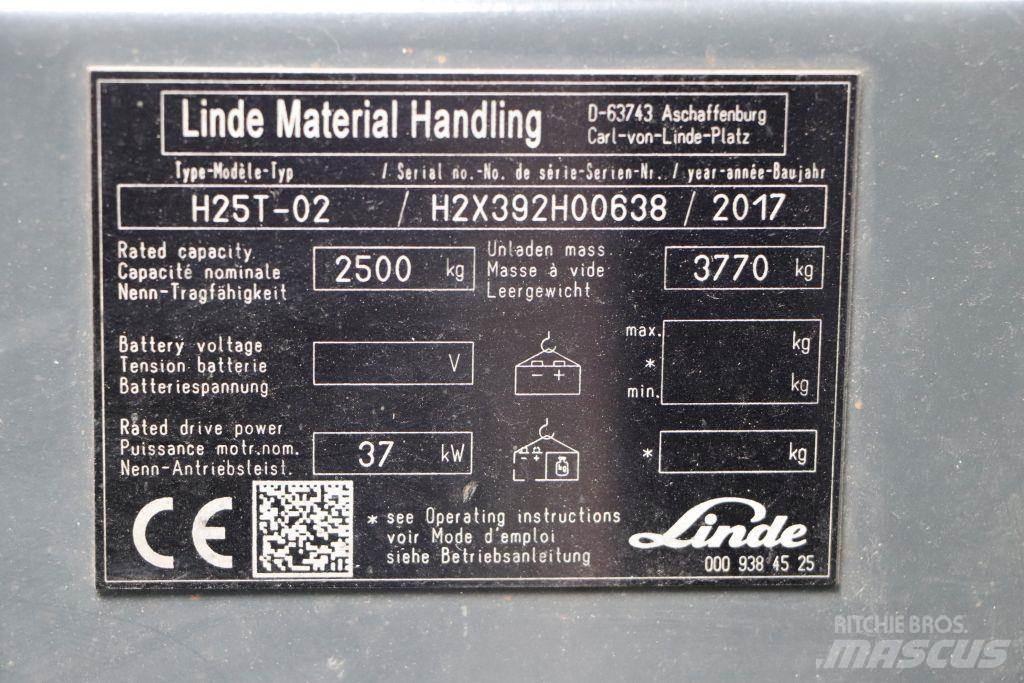 Linde Material Handling
D-63743 Aschaffenburg
Carl-von-Linde-Platz
Type-Modèle-Typ / Serial no.-No. de série-Serien-Nr. / year-année-Baujahr
H25T-02 / H2X392H00638 / 2017
Rated capacity
Capacité nominale
Nenn-Tragfähigkeit
2500 kg
Unladen mass
Masse à vide
Leergewicht
3770 kg
Battery voltage
Tension batterie
Batteriespannung
V
- +
max.
*
min.
kg
kg
Rated drive power
Puissance motr.nom.
Nenn-Antriebsleist.
37 kW
- +
kg
* kg
CE
* see Operating instructions
voir Mode d'emploi
siehe Betriebsanleitung
Linde
000 938 45 25
RITCHIE BROS.
MASCUS